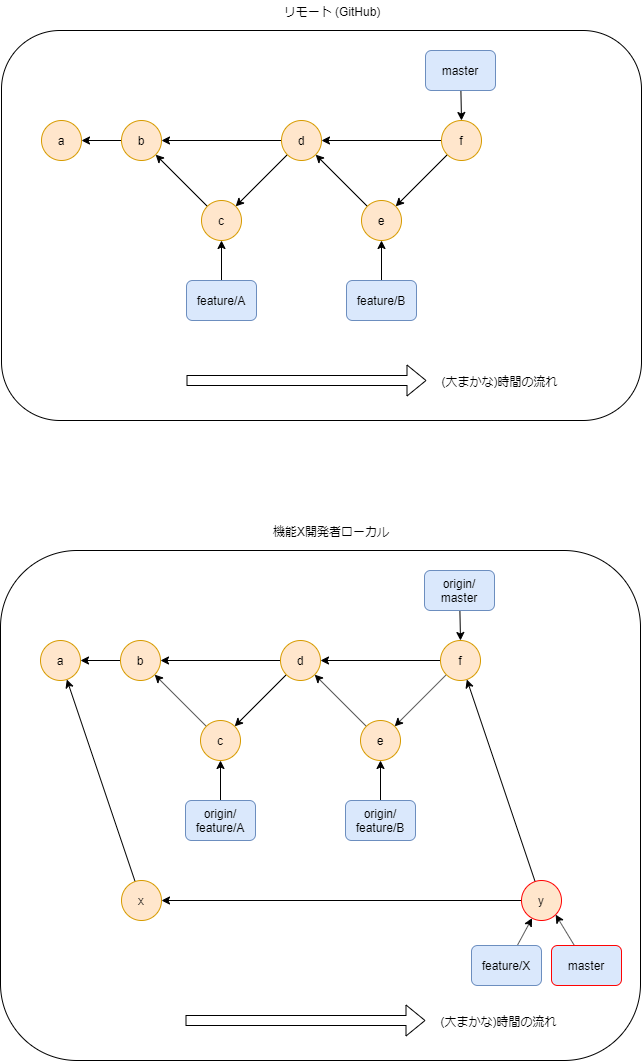 リモート (GitHub)
master
a
b
d
f
c
e
feature/A
feature/B
(大まかな)時間の流れ
機能X開発者ローカル
origin/
master
a
b
d
f
c
e
origin/
feature/A
origin/
feature/B
x
y
feature/X
master
(大まかな)時間の流れ